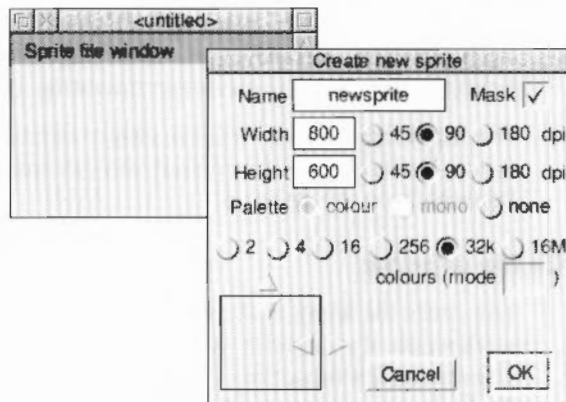 <untitled>
Sprite file window
Create new sprite
Name newsprite Mask
Width 800 45 90 180 dpi
Height 600 45 90 180 dpi
Palette colour mono none
2 4 16 256 32k 16M
colours (mode )
Cancel OK